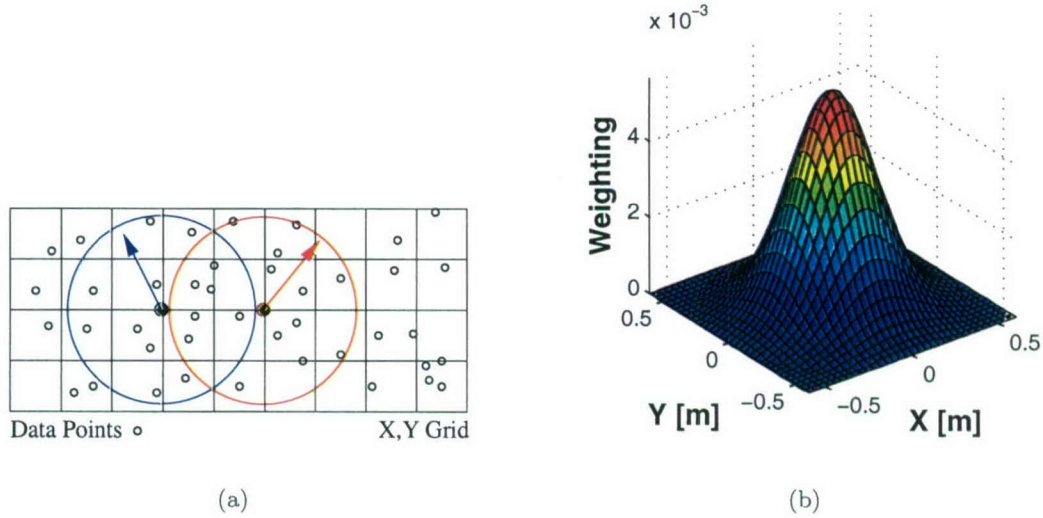 Data Points
X,Y Grid
(a)
x 10⁻³
Weighting
4
2
0
0.5
0
−0.5
Y [m]
−0.5
0
0.5
X [m]
(b)